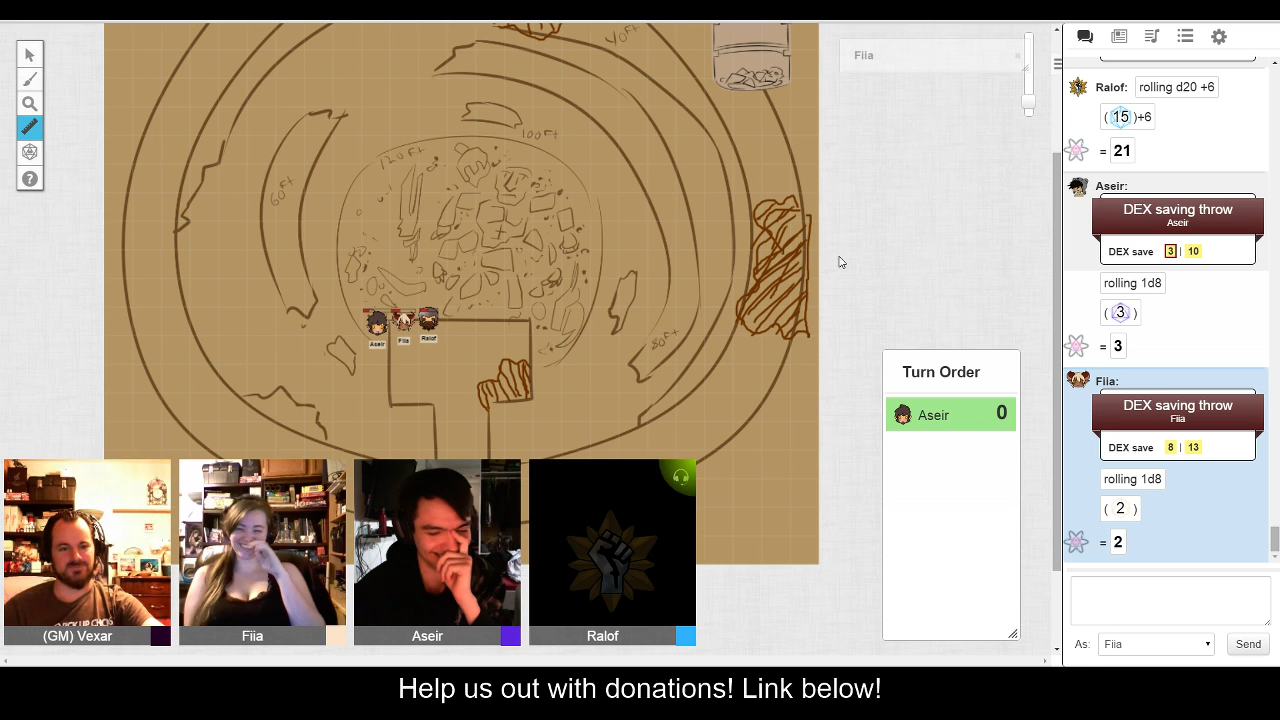 40ft
Fiia
100ft
120ft
60ft
80ft
Aseir
Fiia
Ralof
Turn Order
Aseir 0
Ralof: rolling d20 +6
(15)+6
= 21
Aseir:
DEX saving throw
Aseir
DEX save 3 | 10
rolling 1d8
( 3 )
= 3
Fiia:
DEX saving throw
Fiia
DEX save 8 | 13
rolling 1d8
( 2 )
= 2
As: Fiia Send
(GM) Vexar
Fiia
Aseir
Ralof
Help us out with donations! Link below!